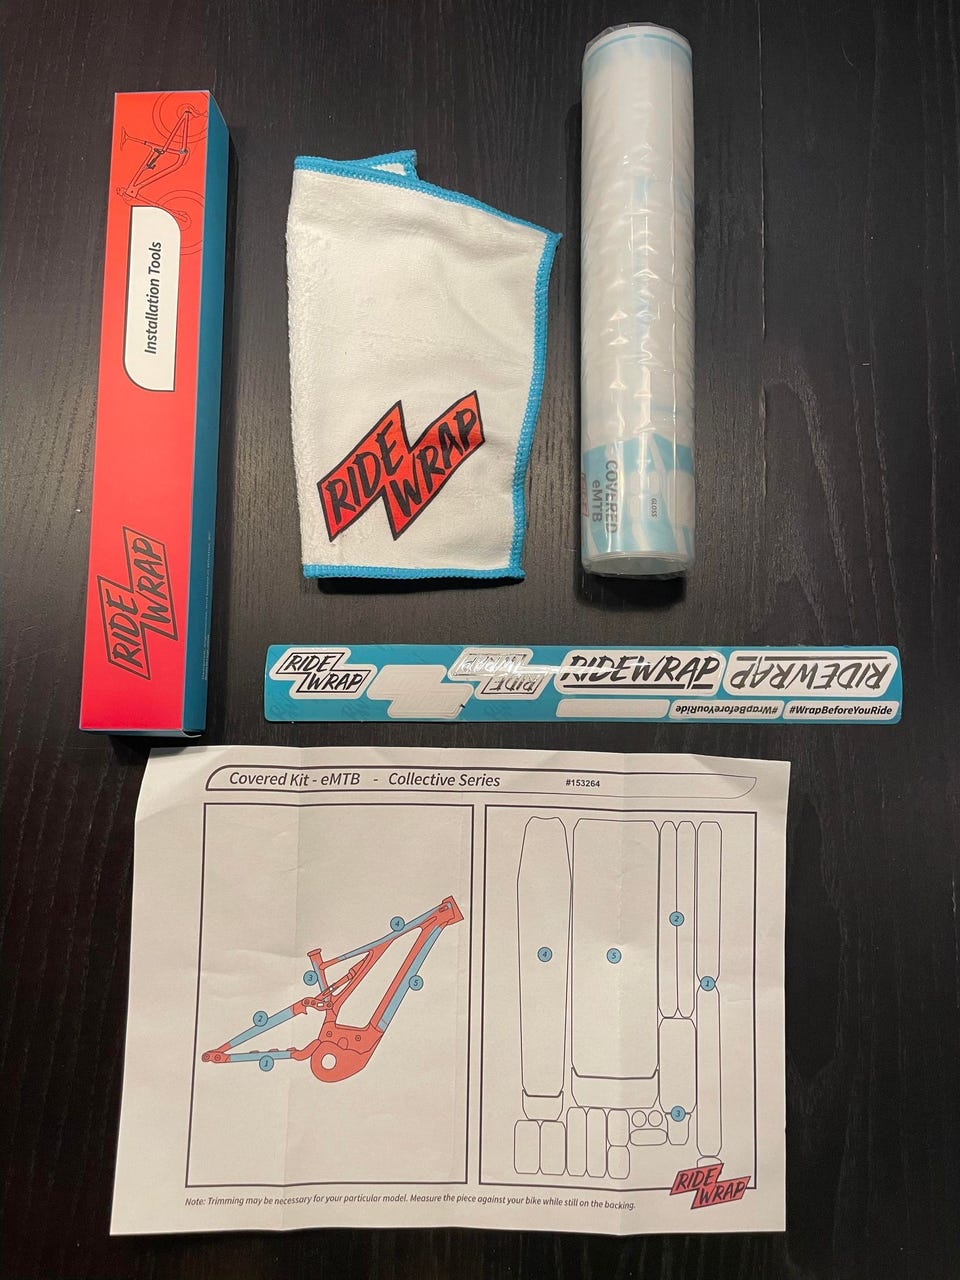 Installation Tools
RIDE
WRAP
RIDE
WRAP
COVERED
eMTB
GLOSS
RIDE
WRAP
RIDE
WRAP
RIDEWRAP
RIDEWRAP
#WrapBeforeYouRide
#WrapBeforeYouRide
Covered Kit - eMTB - Collective Series
#153264
4
3
5
2
1
4
5
2
1
3
RIDE
WRAP
Note: Trimming may be necessary for your particular model. Measure the piece against your bike while still on the backing.